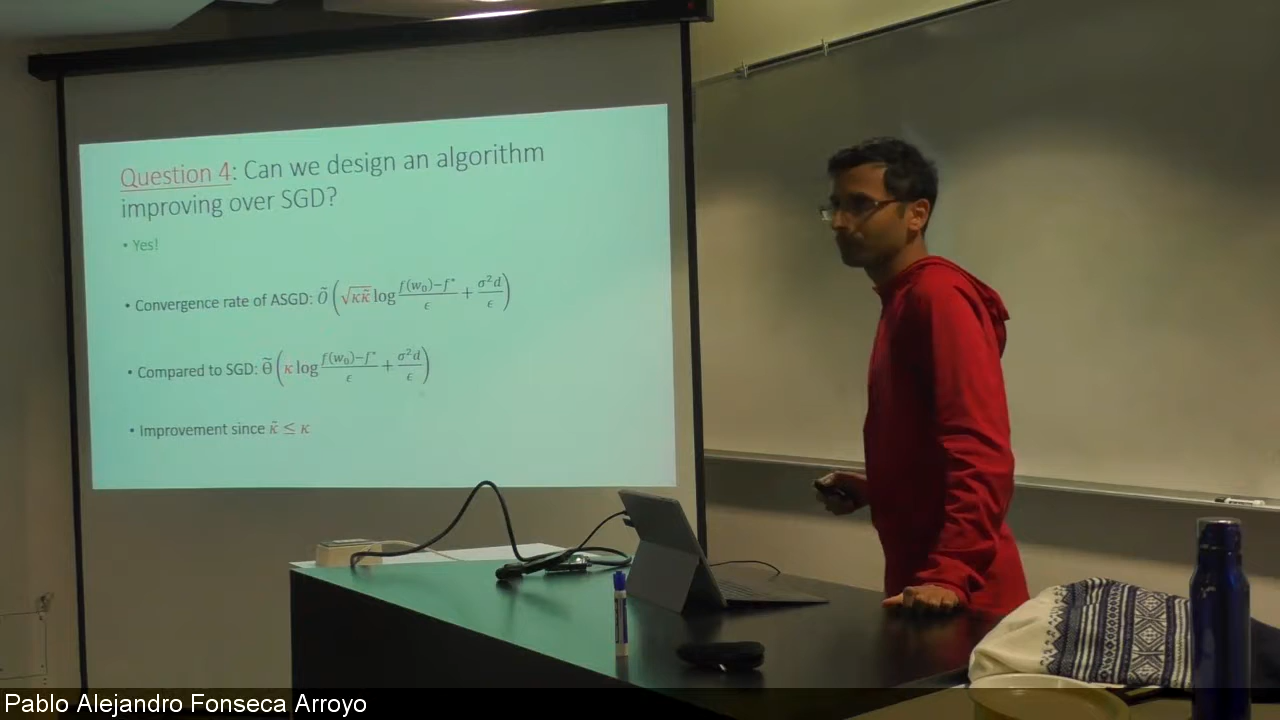 Question 4: Can we design an algorithm
improving over SGD?
• Yes!
• Convergence rate of ASGD: Õ(√(κκ̃) log (f(w₀)−f*)/ϵ + σ²d/ϵ)
• Compared to SGD: Θ̃(κ log (f(w₀)−f*)/ϵ + σ²d/ϵ)
• Improvement since κ̃ ≤ κ
Pablo Alejandro Fonseca Arroyo